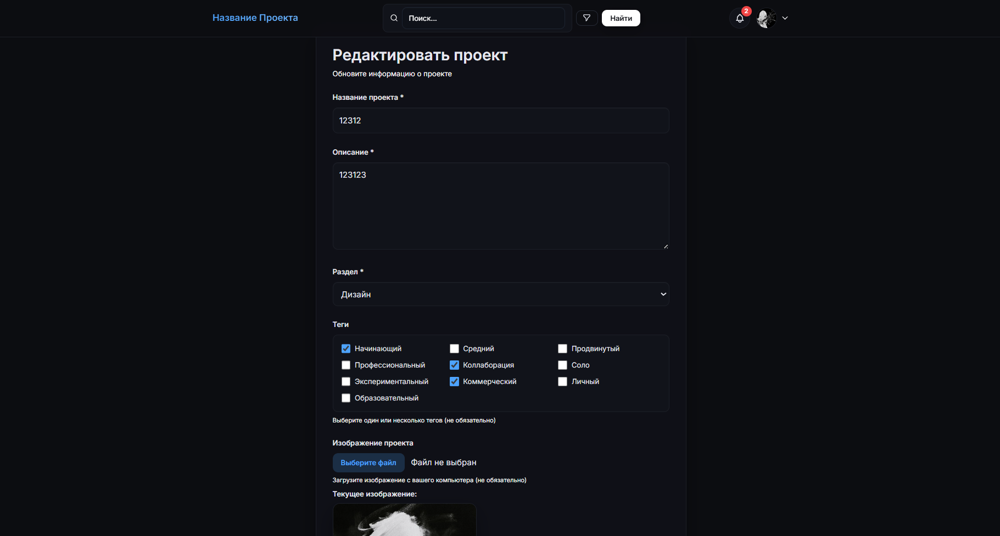 Название Проекта
Поиск...
Найти
2
Редактировать проект
Обновите информацию о проекте
Название проекта *
12312
Описание *
123123
Раздел *
Дизайн
Теги
Начинающий Средний Продвинутый
Профессиональный Коллаборация Соло
Экспериментальный Коммерческий Личный
Образовательный
Выберите один или несколько тегов (не обязательно)
Изображение проекта
Выберите файл Файл не выбран
Загрузите изображение с вашего компьютера (не обязательно)
Текущее изображение: